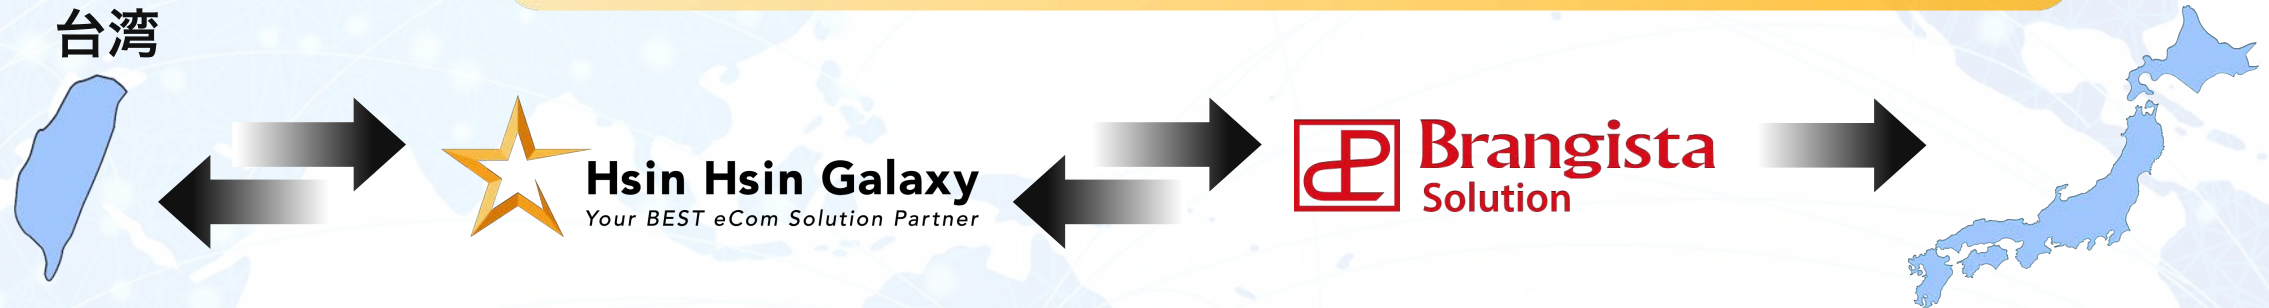 台湾
Hsin Hsin Galaxy
Your BEST eCom Solution Partner
Brangista
Solution